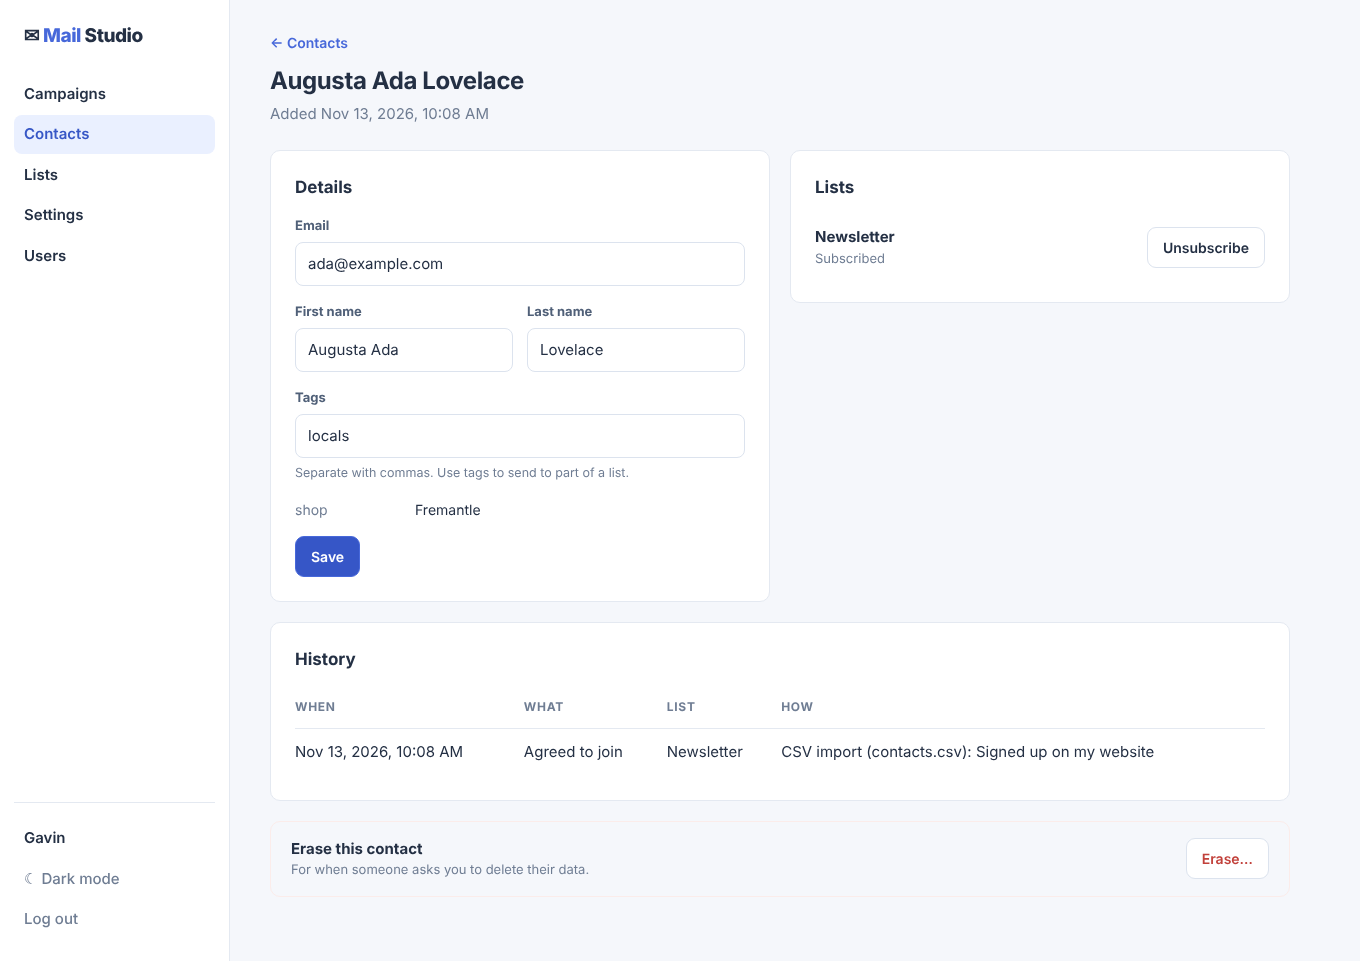 ✉ Mail Studio
Campaigns
Contacts
Lists
Settings
Users
Gavin
☾ Dark mode
Log out
← Contacts
Augusta Ada Lovelace
Added Nov 13, 2026, 10:08 AM
Details
Email
ada@example.com
First name
Last name
Augusta Ada
Lovelace
Tags
locals
Separate with commas. Use tags to send to part of a list.
shop Fremantle
Save
Lists
Newsletter
Subscribed
Unsubscribe
History
WHEN WHAT LIST HOW
Nov 13, 2026, 10:08 AM Agreed to join Newsletter CSV import (contacts.csv): Signed up on my website
Erase this contact
For when someone asks you to delete their data.
Erase...